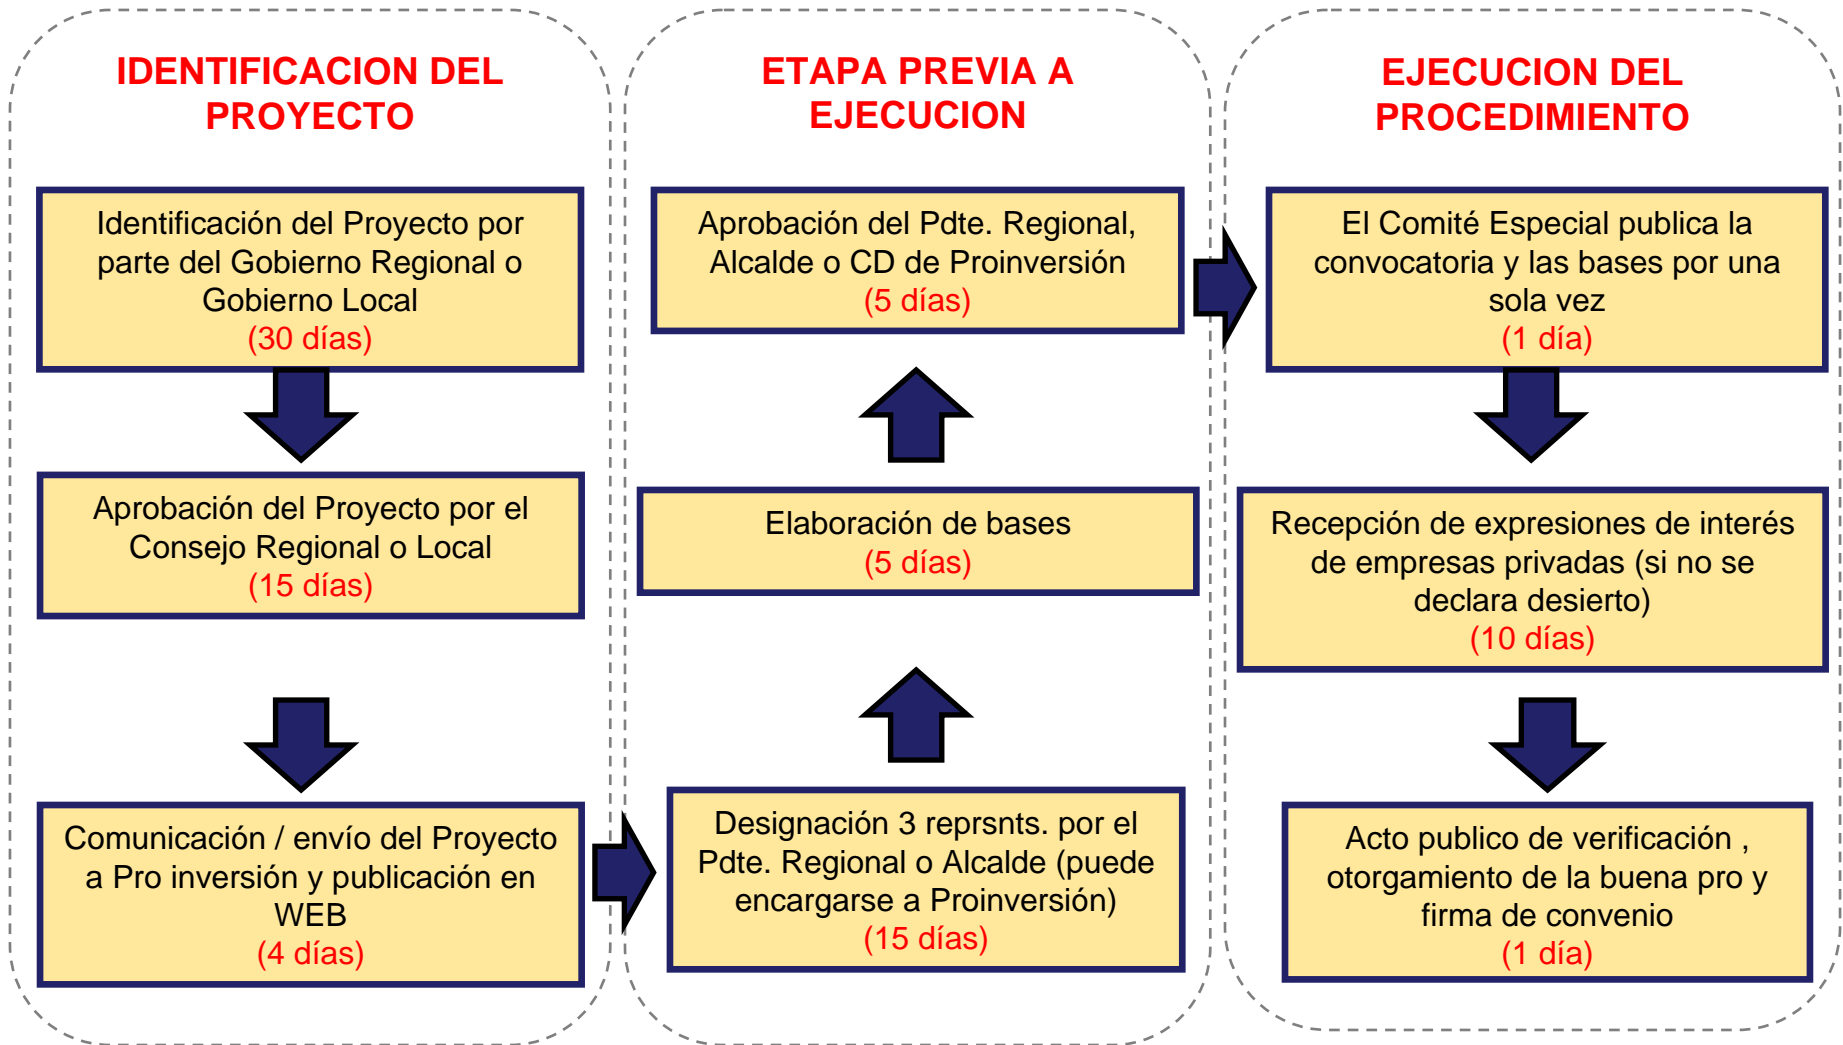 IDENTIFICACION DEL
PROYECTO
Identificación del Proyecto por
parte del Gobierno Regional o
Gobierno Local
(30 días)
Aprobación del Proyecto por el
Consejo Regional o Local
(15 días)
Comunicación / envío del Proyecto
a Pro inversión y publicación en
WEB
(4 días)
ETAPA PREVIA A
EJECUCION
Aprobación del Pdte. Regional,
Alcalde o CD de Proinversión
(5 días)
Elaboración de bases
(5 días)
Designación 3 reprsnts. por el
Pdte. Regional o Alcalde (puede
encargarse a Proinversión)
(15 días)
EJECUCION DEL
PROCEDIMIENTO
El Comité Especial publica la
convocatoria y las bases por una
sola vez
(1 día)
Recepción de expresiones de interés
de empresas privadas (si no se
declara desierto)
(10 días)
Acto publico de verificación ,
otorgamiento de la buena pro y
firma de convenio
(1 día)